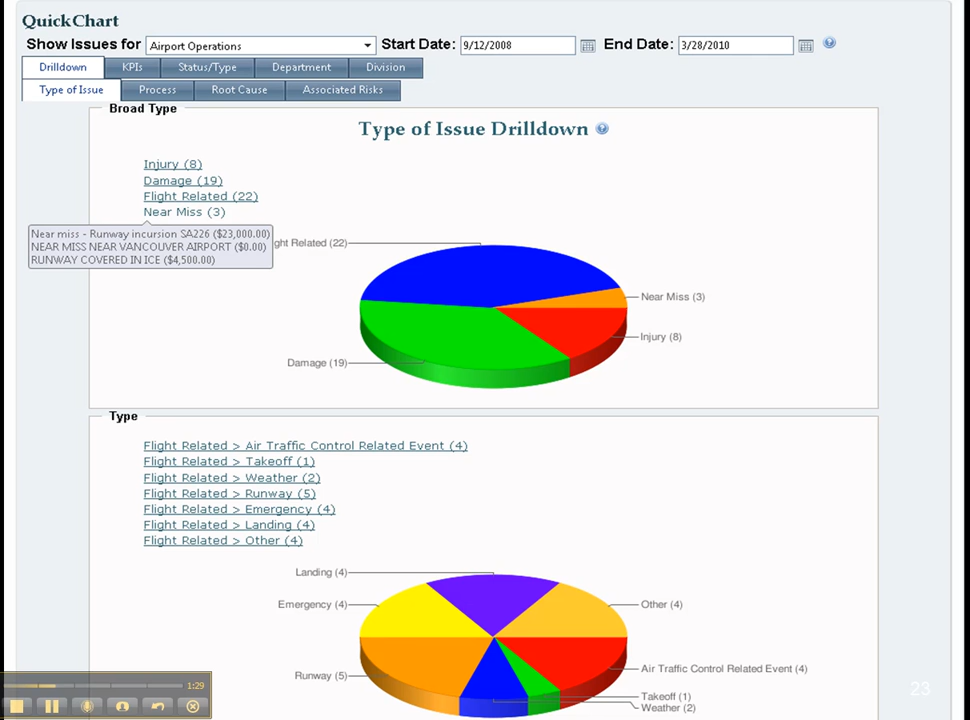 QuickChart
Show Issues for Airport Operations Start Date: 9/12/2008 End Date: 3/28/2010
Drilldown KPIs Status/Type Department Division
Type of Issue Process Root Cause Associated Risks
Broad Type
Type of Issue Drilldown
Injury (8)
Damage (19)
Flight Related (22)
Near Miss (3)
Near miss - Runway incursion SA226 ($23,000.00)
NEAR MISS NEAR VANCOUVER AIRPORT ($0.00)
RUNWAY COVERED IN ICE ($4,500.00)
ght Related (22)
Near Miss (3)
Injury (8)
Damage (19)
Type
Flight Related > Air Traffic Control Related Event (4)
Flight Related > Takeoff (1)
Flight Related > Weather (2)
Flight Related > Runway (5)
Flight Related > Emergency (4)
Flight Related > Landing (4)
Flight Related > Other (4)
Landing (4)
Emergency (4)
Other (4)
Runway (5)
Air Traffic Control Related Event (4)
Takeoff (1)
Weather (2)
1:29
23